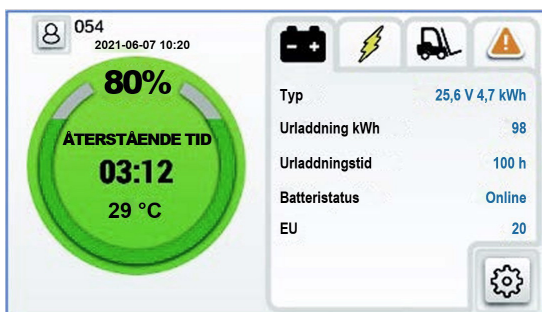 054
2021-06-07 10:20
80%
ÅTERSTÅENDE TID
03:12
29 °C
Typ 25,6 V 4,7 kWh
Urladdning kWh 98
Urladdningstid 100 h
Batteristatus Online
EU 20